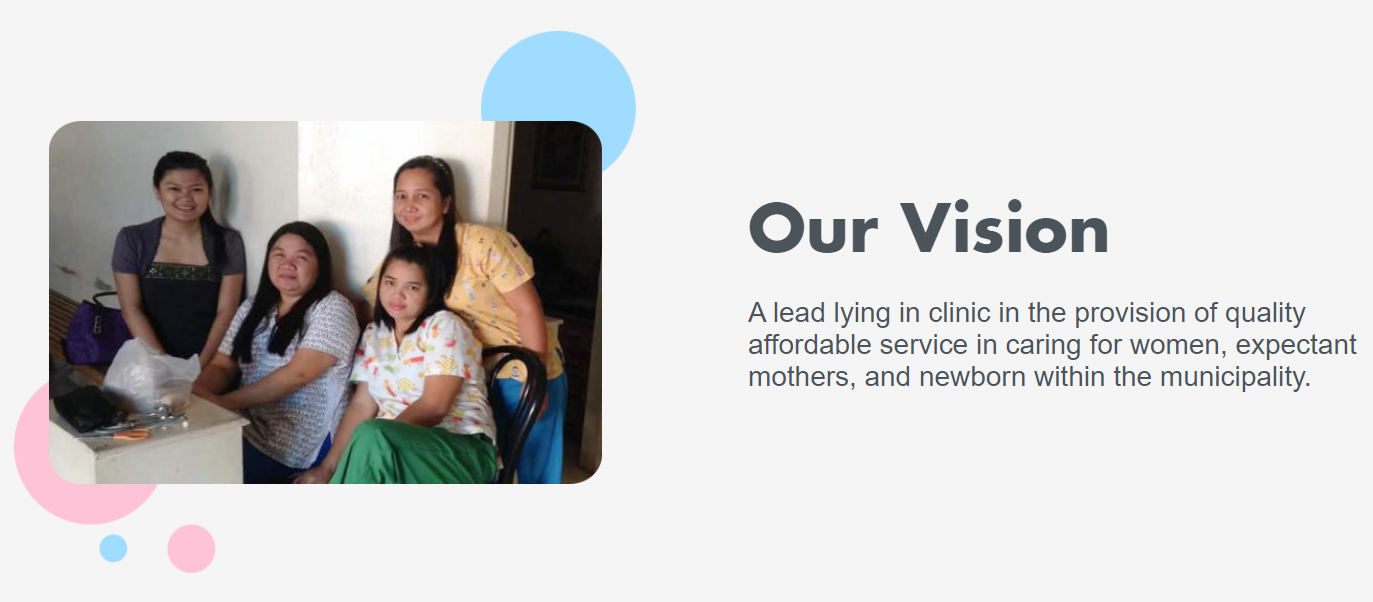 Our Vision
A lead lying in clinic in the provision of quality
affordable service in caring for women, expectant
mothers, and newborn within the municipality.